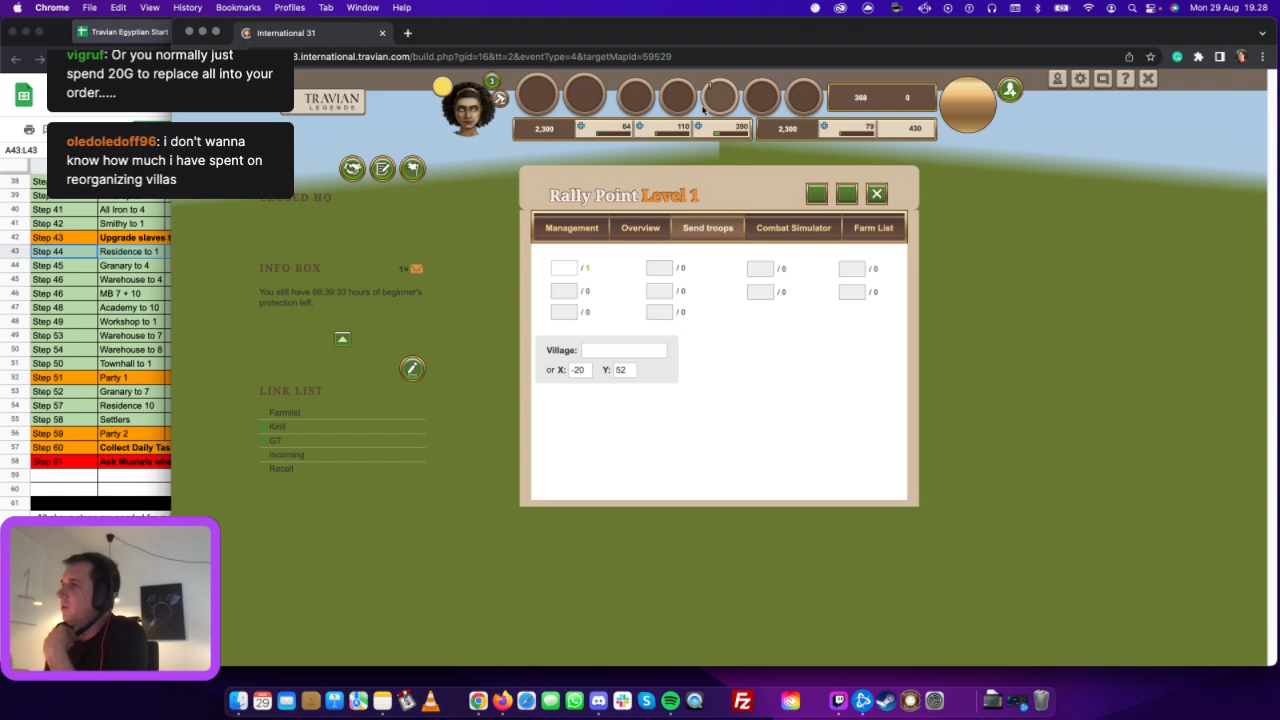 Chrome File Edit View History Bookmarks Profiles Tab Window Help
Mon 29 Aug 19.28
Travian Egyptian Start
International 31
3.international.travian.com/build.php?gid=16&tt=2&eventType=4&targetMapId=59529
vigruf: Or you normally just
spend 20G to replace all into your
order.....
oledoledoff96: i don't wanna
know how much i have spent on
reorganizing villas
A43:L43
38 Ste
39 Ste
40 Step 41 All Iron to 4
41 Step 42 Smithy to 1
42 Step 43 Upgrade slaves t
43 Step 44 Residence to 1
44 Step 45 Granary to 4
45 Step 46 Warehouse to 4
46 Step 46 MB 7 + 10
47 Step 48 Academy to 10
48 Step 49 Workshop to 1
49 Step 53 Warehouse to 7
50 Step 54 Warehouse to 8
51 Step 50 Townhall to 1
52 Step 51 Party 1
53 Step 52 Granary to 7
54 Step 57 Residence 10
55 Step 58 Settlers
56 Step 59 Party 2
57 Step 60 Collect Daily Tas
58 Step 61 Ask Mustafa whe
59
60
61
TRAVIAN
LEGENDS
3
368 0
2,300 64 110 390 2,300 79 430
CLOSED HQ
INFO BOX 1×
You still have 69:39:33 hours of beginner's
protection left.
LINK LIST
Farmlist
Kirill
GT
Incoming
Recall
Rally Point Level 1
Management Overview Send troops Combat Simulator Farm List
/ 1 / 0 / 0 / 0
/ 0 / 0 / 0 / 0
/ 0 / 0
Village:
or X: -20 Y: 52
29